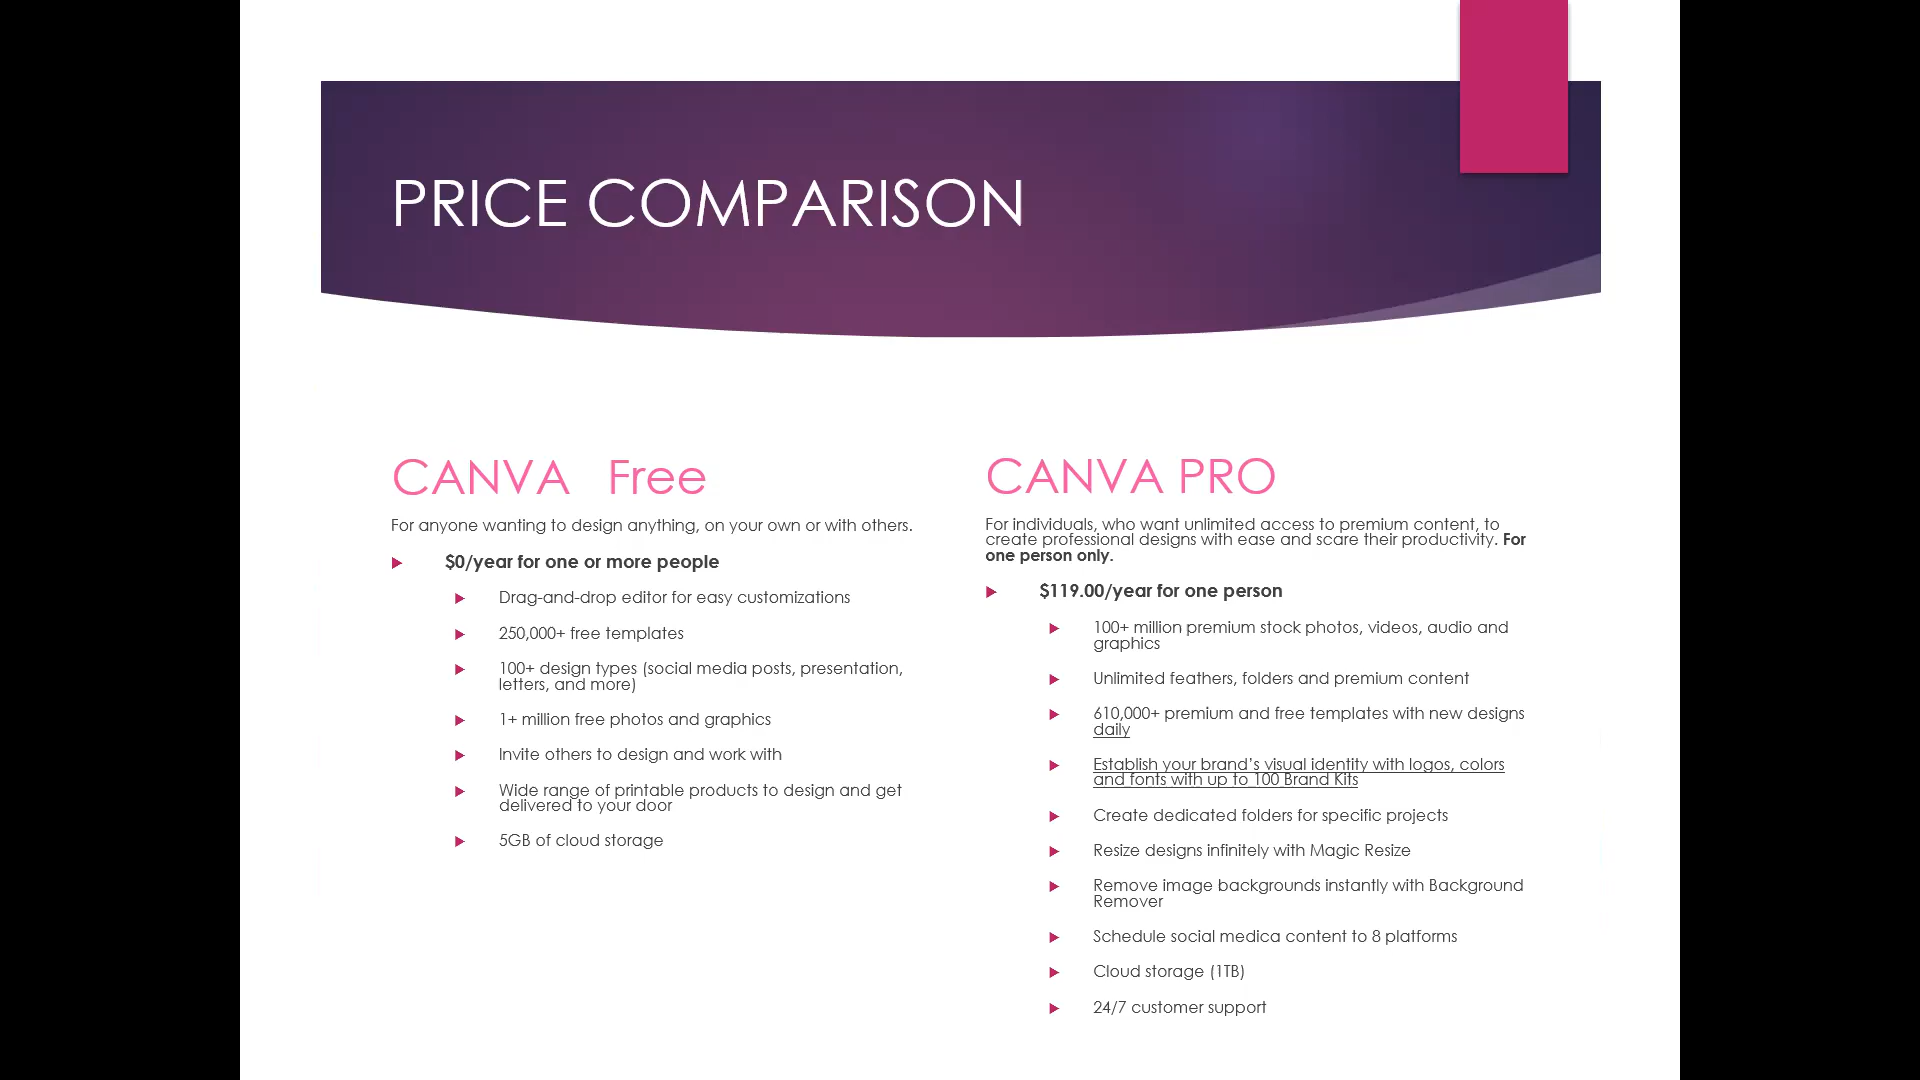 PRICE COMPARISON
CANVA Free
For anyone wanting to design anything, on your own or with others.
$0/year for one or more people
Drag-and-drop editor for easy customizations
250,000+ free templates
100+ design types (social media posts, presentation,
letters, and more)
1+ million free photos and graphics
Invite others to design and work with
Wide range of printable products to design and get
delivered to your door
5GB of cloud storage
CANVA PRO
For individuals, who want unlimited access to premium content, to
create professional designs with ease and scare their productivity. For
one person only.
$119.00/year for one person
100+ million premium stock photos, videos, audio and
graphics
Unlimited feathers, folders and premium content
610,000+ premium and free templates with new designs
daily
Establish your brand’s visual identity with logos, colors
and fonts with up to 100 Brand Kits
Create dedicated folders for specific projects
Resize designs infinitely with Magic Resize
Remove image backgrounds instantly with Background
Remover
Schedule social medica content to 8 platforms
Cloud storage (1TB)
24/7 customer support